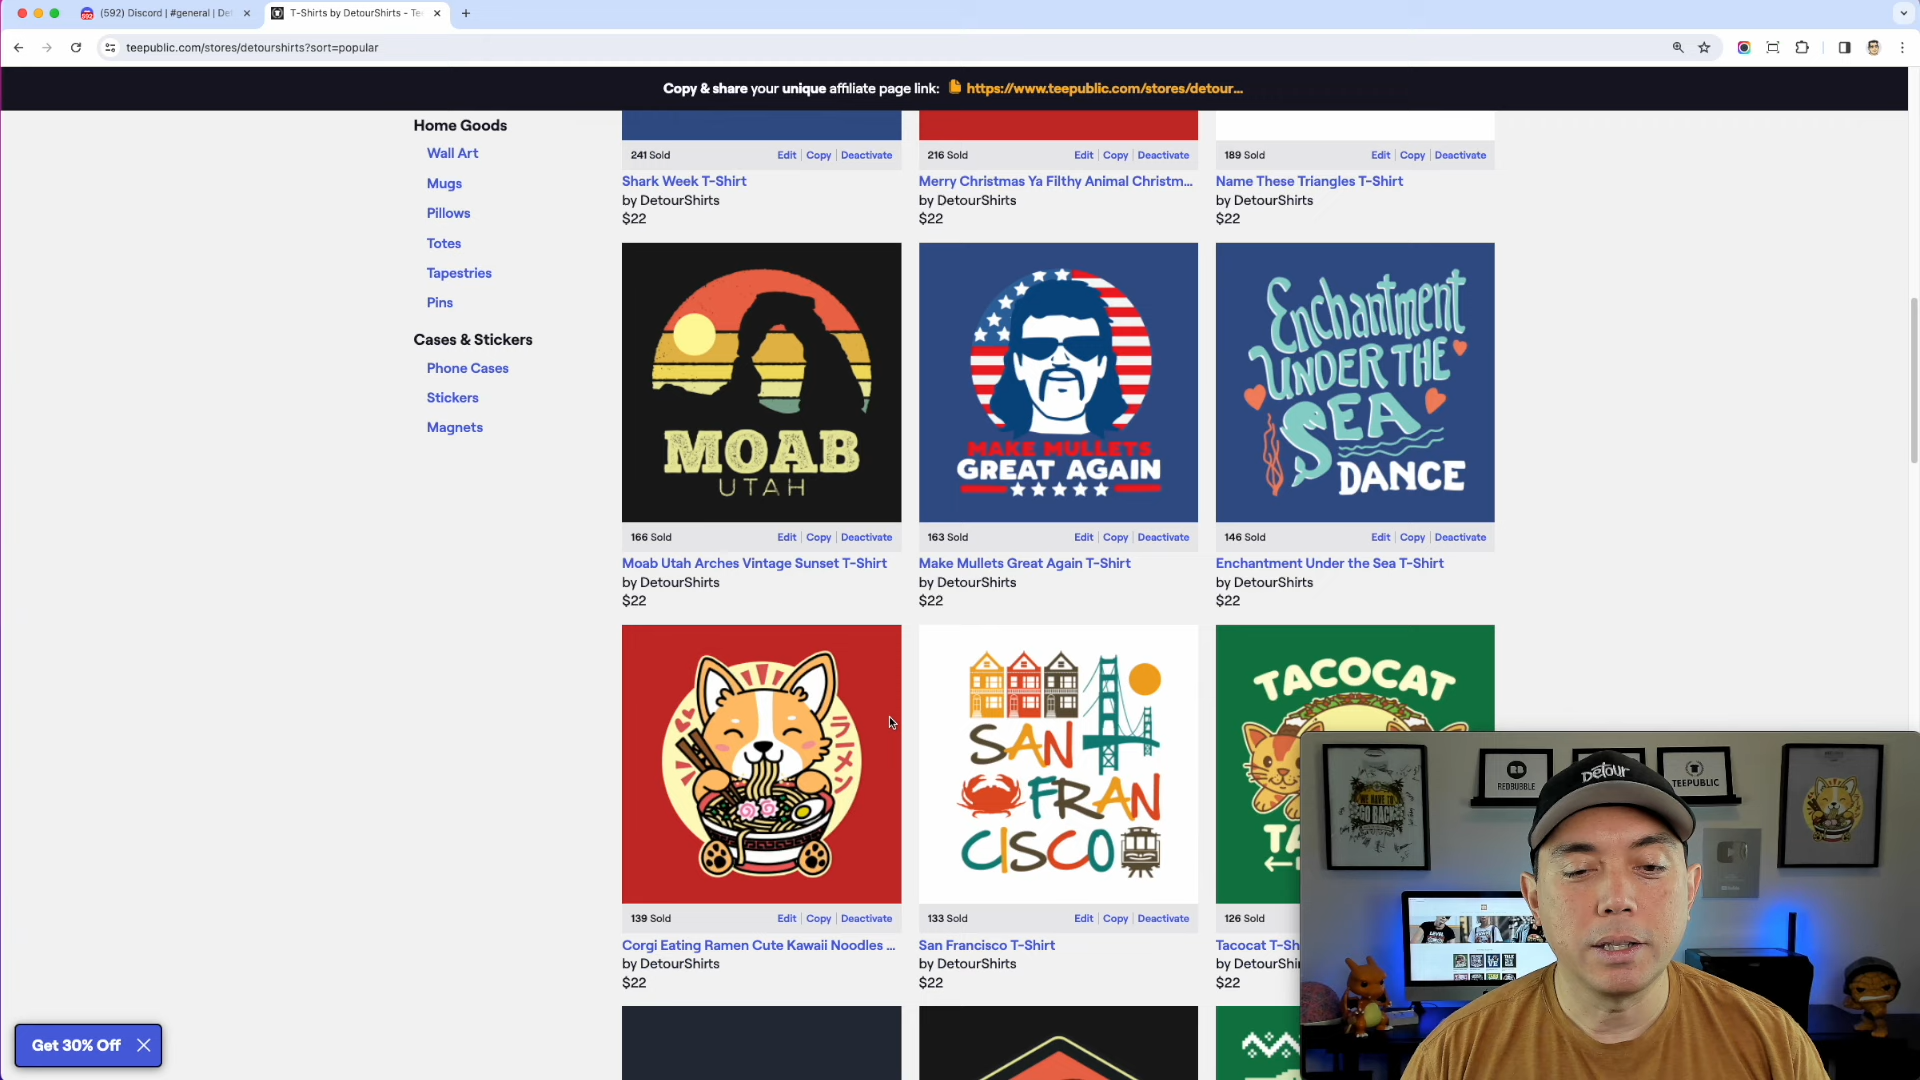 (592) Discord | #general | De
T-Shirts by DetourShirts - Te
teepublic.com/stores/detourshirts?sort=popular
Copy & share your unique affiliate page link: https://www.teepublic.com/stores/detour...
Home Goods
Wall Art
Mugs
Pillows
Totes
Tapestries
Pins
Cases & Stickers
Phone Cases
Stickers
Magnets
241 Sold Edit Copy Deactivate
Shark Week T-Shirt
by DetourShirts
$22
216 Sold Edit Copy Deactivate
Merry Christmas Ya Filthy Animal Christm...
by DetourShirts
$22
189 Sold Edit Copy Deactivate
Name These Triangles T-Shirt
by DetourShirts
$22
MOAB
UTAH
166 Sold Edit Copy Deactivate
Moab Utah Arches Vintage Sunset T-Shirt
by DetourShirts
$22
MAKE MULLETS
GREAT AGAIN
163 Sold Edit Copy Deactivate
Make Mullets Great Again T-Shirt
by DetourShirts
$22
Enchantment
UNDER THE
SEA
DANCE
146 Sold Edit Copy Deactivate
Enchantment Under the Sea T-Shirt
by DetourShirts
$22
ラーメン
139 Sold Edit Copy Deactivate
Corgi Eating Ramen Cute Kawaii Noodles ...
by DetourShirts
$22
SAN
FRAN
CISCO
133 Sold Edit Copy Deactivate
San Francisco T-Shirt
by DetourShirts
$22
TACOCAT
TA
126 Sold
Tacocat T-Sh
by DetourShi
$22
Get 30% Off
REDBUBBLE
TEEPUBLIC
Detour
WE HAVE TO
GO BACK